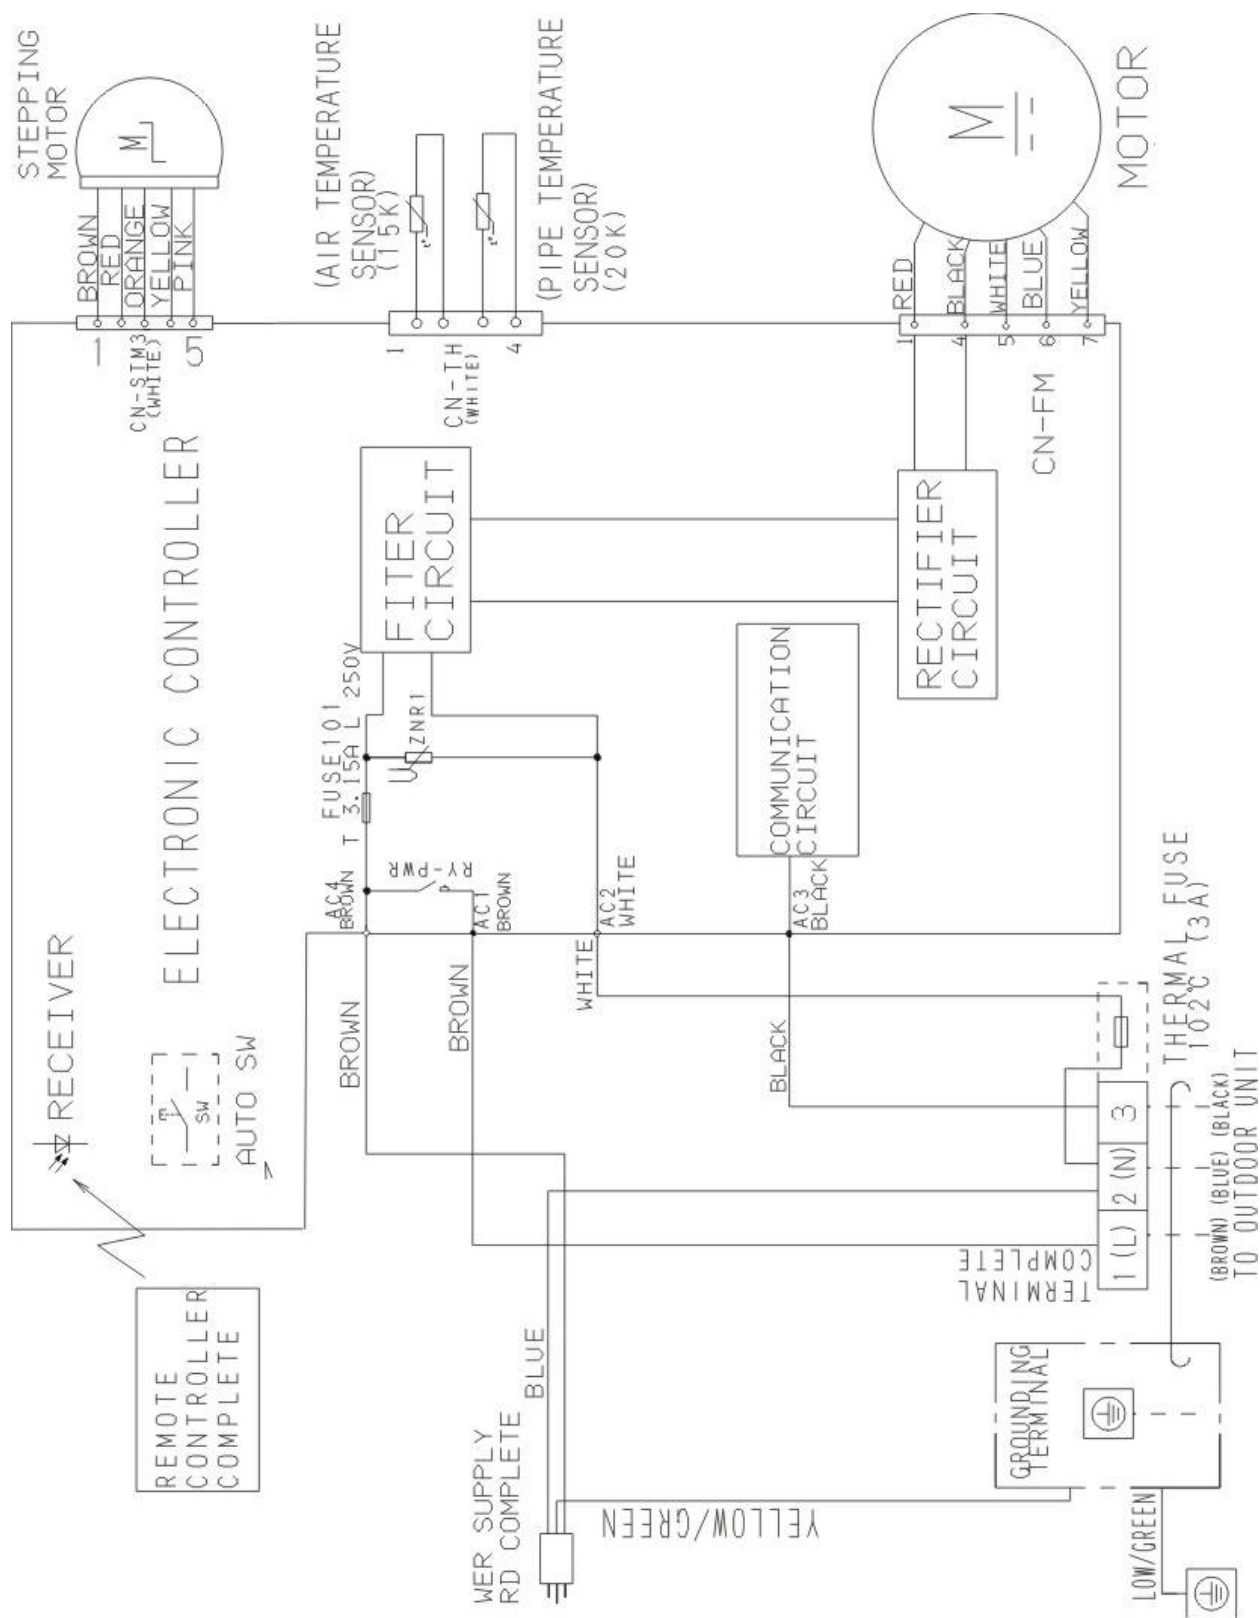 STEPPING
MOTOR
M
BROWN
RED
ORANGE
YELLOW
PINK
1
5
CN-STM3
(WHITE)
(AIR TEMPERATURE
SENSOR)
(15K)
t°
t°
(PIPE TEMPERATURE
SENSOR)
(20K)
1
4
CN-TH
(WHITE)
M
MOTOR
RED
BLACK
WHITE
BLUE
YELLOW
1
4
5
6
7
CN-FM
ELECTRONIC CONTROLLER
FITER
CIRCUIT
RECTIFIER
CIRCUIT
COMMUNICATION
CIRCUIT
FUSE101
T 3.15A L 250V
ZNR1
U
RY-PWR
AC4
BROWN
AC1
BROWN
AC2
WHITE
AC3
BLACK
BROWN
BROWN
WHITE
BLACK
RECEIVER
SW
AUTO SW
REMOTE
CONTROLLER
COMPLETE
THERMAL FUSE
102℃ (3A)
1(L)
2(N)
3
TERMINAL
COMPLETE
(BROWN) (BLUE) (BLACK)
TO OUTDOOR UNIT
BLUE
WER SUPPLY
RD COMPLETE
YELLOW/GREEN
GROUNDING
TERMINAL
LOW/GREEN